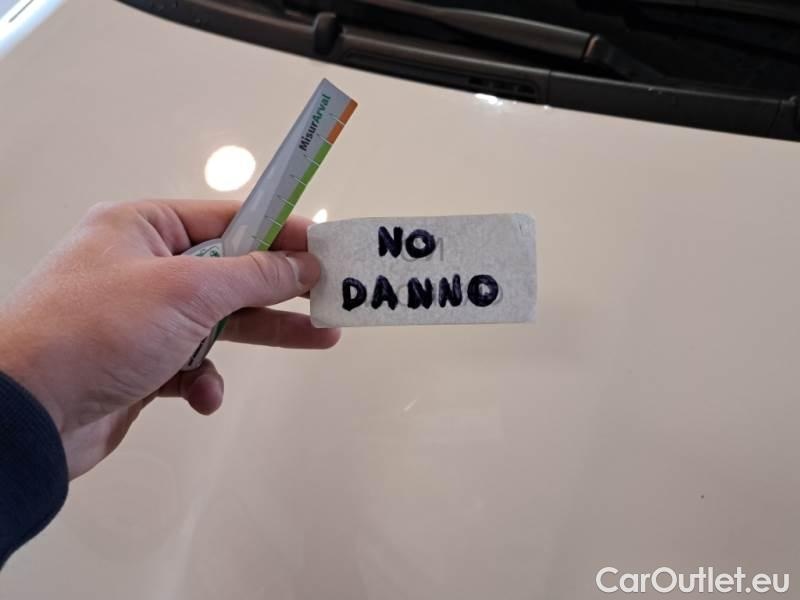 MisurArval
NO
DANNO
CarOutlet.eu